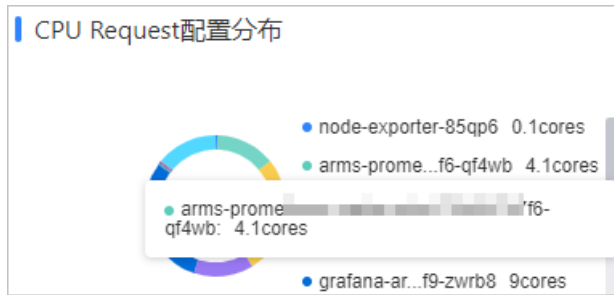 CPU Request配置分布
node-exporter-85qp6 0.1cores
arms-prome...f6-qf4wb 4.1cores
arms-prome 7f6-
qf4wb: 4.1cores
grafana-ar...f9-zwrb8 9cores